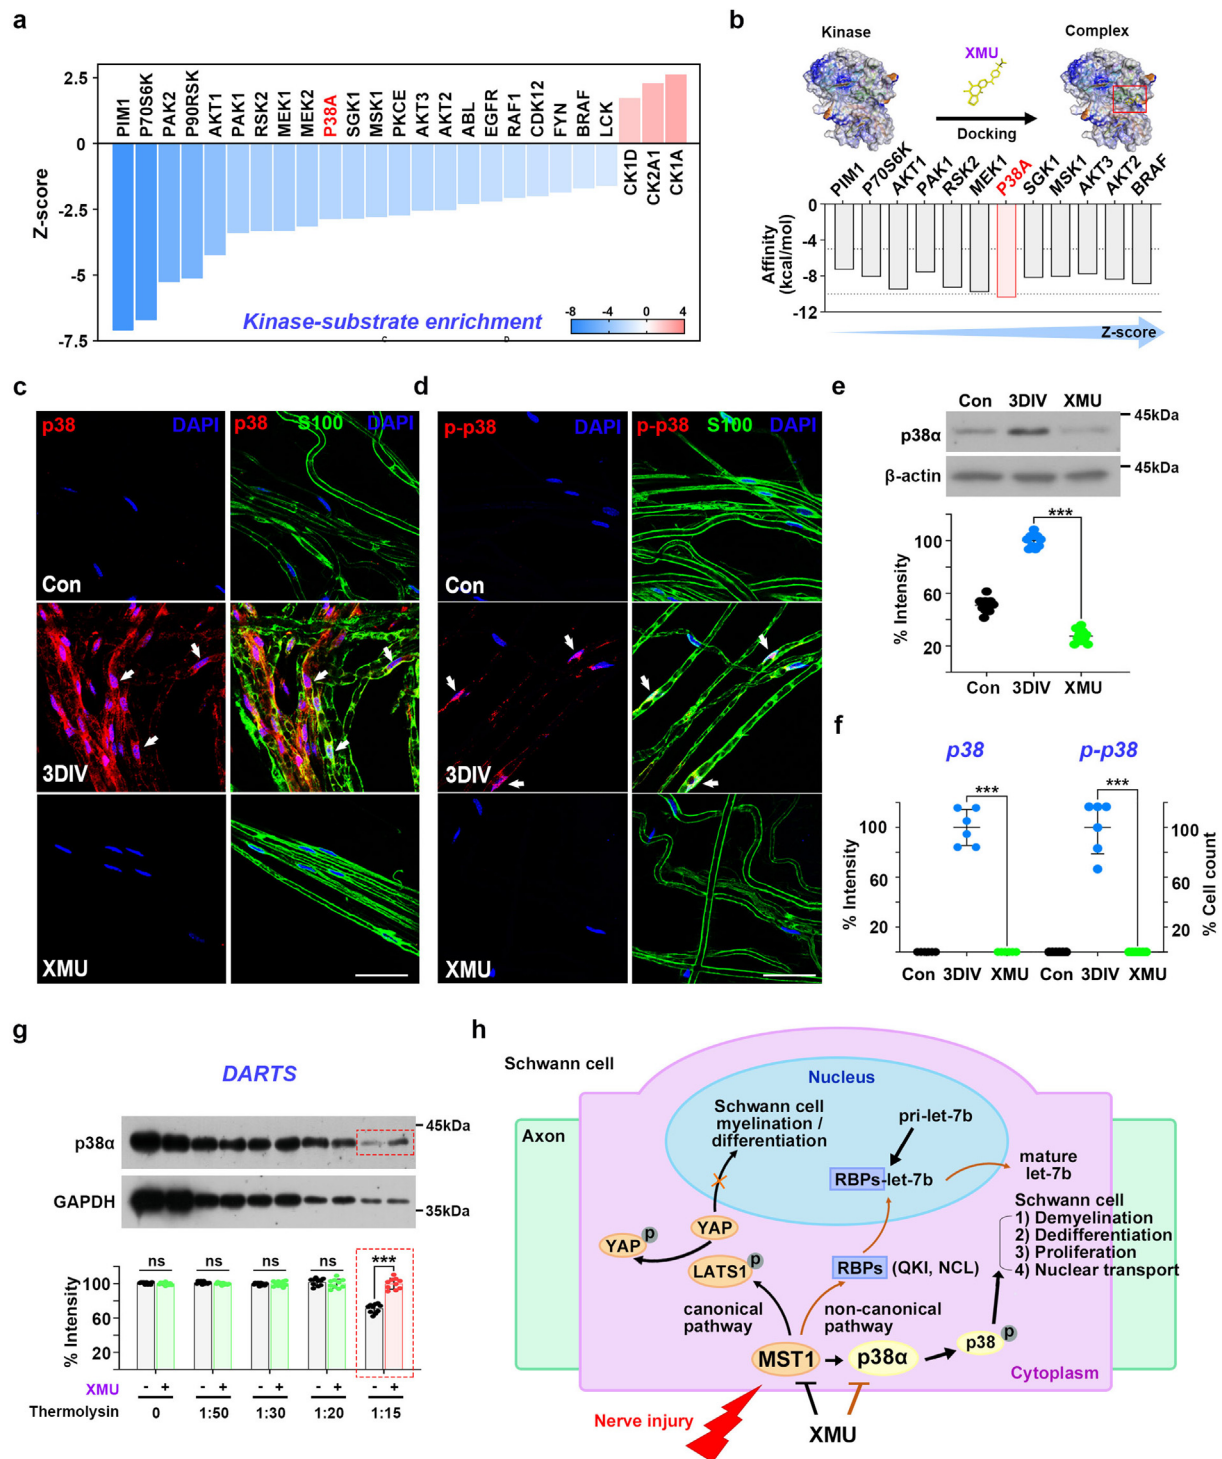 a
2.5
0
-2.5
-5
-7.5
Z-score
PIM1
P70S6K
PAK2
P90RSK
AKT1
PAK1
RSK2
MEK1
MEK2
P38A
SGK1
MSK1
PKCE
AKT3
AKT2
ABL
EGFR
RAF1
CDK12
FYN
BRAF
LCK
CK1D
CK2A1
CK1A
Kinase-substrate enrichment
-8 -4 0 4
b
Kinase
XMU
Docking
Complex
PIM1
P70S6K
AKT1
PAK1
RSK2
MEK1
P38A
SGK1
MSK1
AKT3
AKT2
BRAF
Affinity
(kcal/mol)
0
-4
-8
-12
Z-score
c
p38 DAPI
p38 S100 DAPI
Con
3DIV
XMU
d
p-p38 DAPI
p-p38 S100 DAPI
Con
3DIV
XMU
e
Con 3DIV XMU
p38α
45kDa
β-actin
45kDa
***
% Intensity
100
60
20
Con 3DIV XMU
f
p38
p-p38
***
***
% Intensity
100
60
20
100
60
20
% Cell count
Con 3DIV XMU Con 3DIV XMU
g
DARTS
p38α
45kDa
GAPDH
35kDa
ns ns ns ns ***
% Intensity
100
60
20
XMU - + - + - + - + - +
Thermolysin 0 1:50 1:30 1:20 1:15
h
Schwann cell
Nucleus
Axon
Schwann cell
myelination /
differentiation
pri-let-7b
RBPs-let-7b
mature
let-7b
YAP
YAP p
LATS1 p
RBPs (QKI, NCL)
Schwann cell
1) Demyelination
2) Dedifferentiation
3) Proliferation
4) Nuclear transport
canonical
pathway
non-canonical
pathway
MST1
p38α
p38 p
Cytoplasm
Nerve injury
XMU